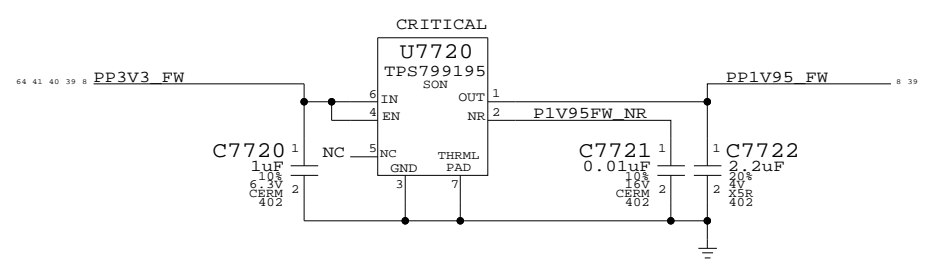 CRITICAL
U7720
TPS799195
SON
64 41 40 39 8 PP3V3_FW
PP1V95_FW 8 39
6 IN
OUT 1
4 EN
NR 2 P1V95FW_NR
NC 5 NC
THRML
PAD
GND
3 7
C7720 1
1uF
10%
6.3V 2
CERM
402
C7721 1
0.01uF
10%
16V 2
CERM
402
1 C7722
2.2uF
20%
2 4V
X5R
402